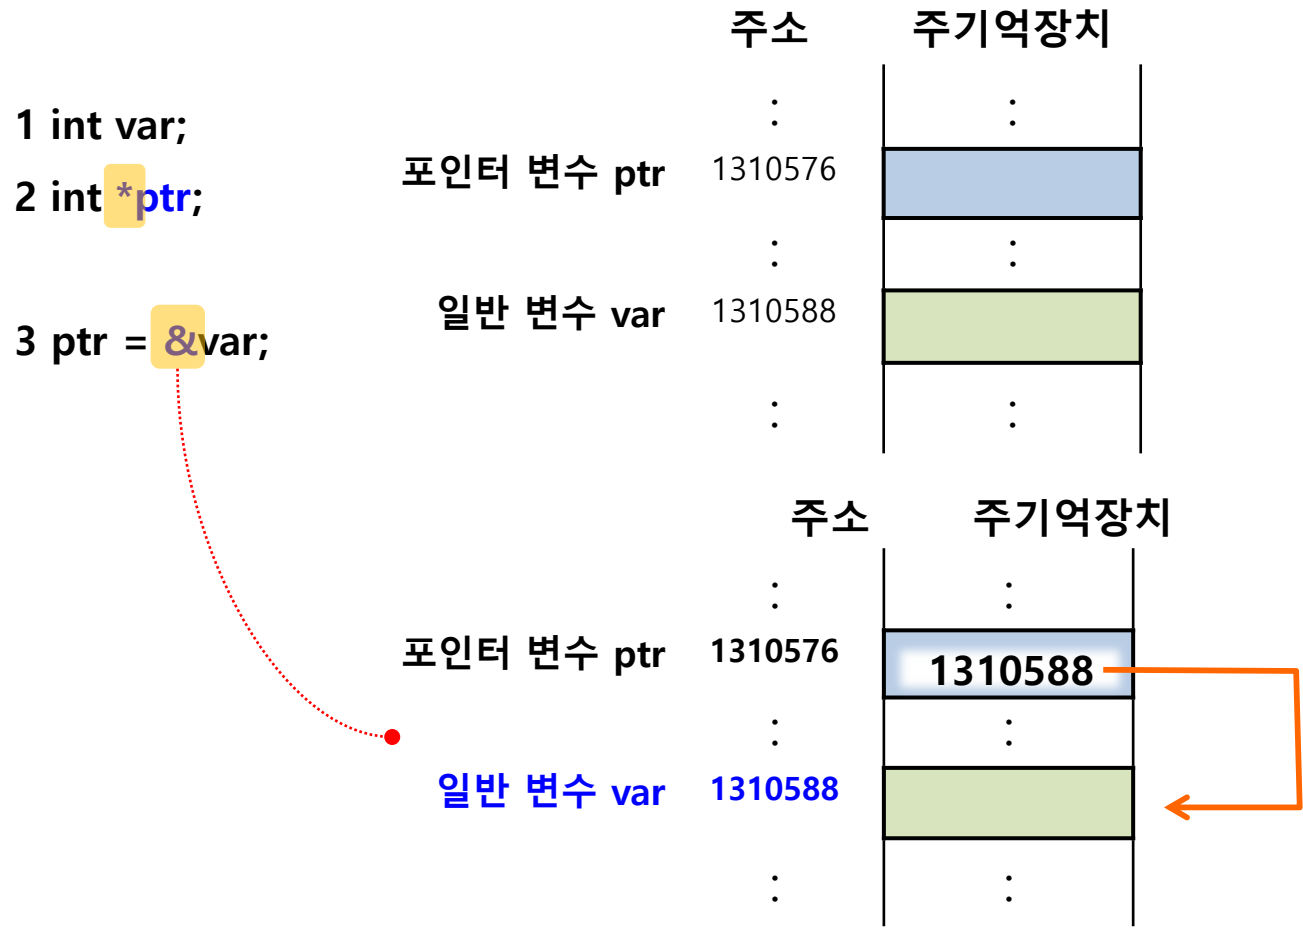 1 int var;
2 int *ptr;
3 ptr = &var;
주소 주기억장치
: :
포인터 변수 ptr 1310576
: :
일반 변수 var 1310588
: :
주소 주기억장치
: :
포인터 변수 ptr 1310576 1310588
: :
일반 변수 var 1310588
: :